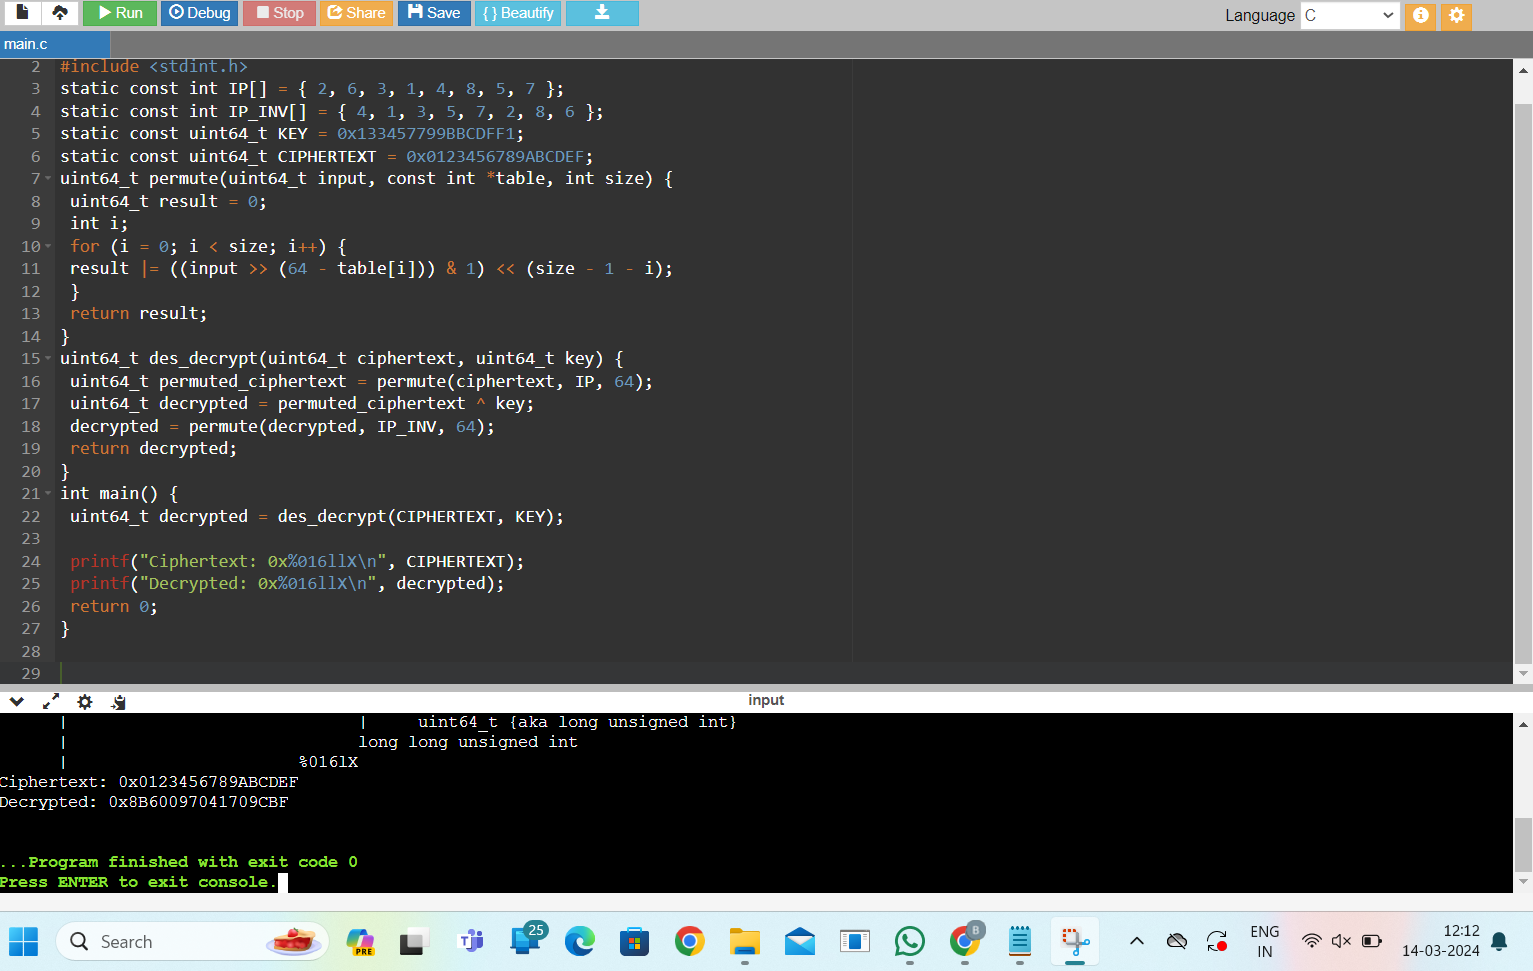 Run Debug Stop Share Save { } Beautify Language C
main.c
2 #include <stdint.h>
3 static const int IP[] = { 2, 6, 3, 1, 4, 8, 5, 7 };
4 static const int IP_INV[] = { 4, 1, 3, 5, 7, 2, 8, 6 };
5 static const uint64_t KEY = 0x133457799BBCDFF1;
6 static const uint64_t CIPHERTEXT = 0x0123456789ABCDEF;
7 uint64_t permute(uint64_t input, const int *table, int size) {
8 uint64_t result = 0;
9 int i;
10 for (i = 0; i < size; i++) {
11 result |= ((input >> (64 - table[i])) & 1) << (size - 1 - i);
12 }
13 return result;
14 }
15 uint64_t des_decrypt(uint64_t ciphertext, uint64_t key) {
16 uint64_t permuted_ciphertext = permute(ciphertext, IP, 64);
17 uint64_t decrypted = permuted_ciphertext ^ key;
18 decrypted = permute(decrypted, IP_INV, 64);
19 return decrypted;
20 }
21 int main() {
22 uint64_t decrypted = des_decrypt(CIPHERTEXT, KEY);
23
24 printf("Ciphertext: 0x%016llX\n", CIPHERTEXT);
25 printf("Decrypted: 0x%016llX\n", decrypted);
26 return 0;
27 }
28
29
input
| | uint64_t {aka long unsigned int}
| long long unsigned int
| %016lX
Ciphertext: 0x0123456789ABCDEF
Decrypted: 0x8B60097041709CBF
...Program finished with exit code 0
Press ENTER to exit console.
Search PRE 25 B ENG 12:12
IN 14-03-2024